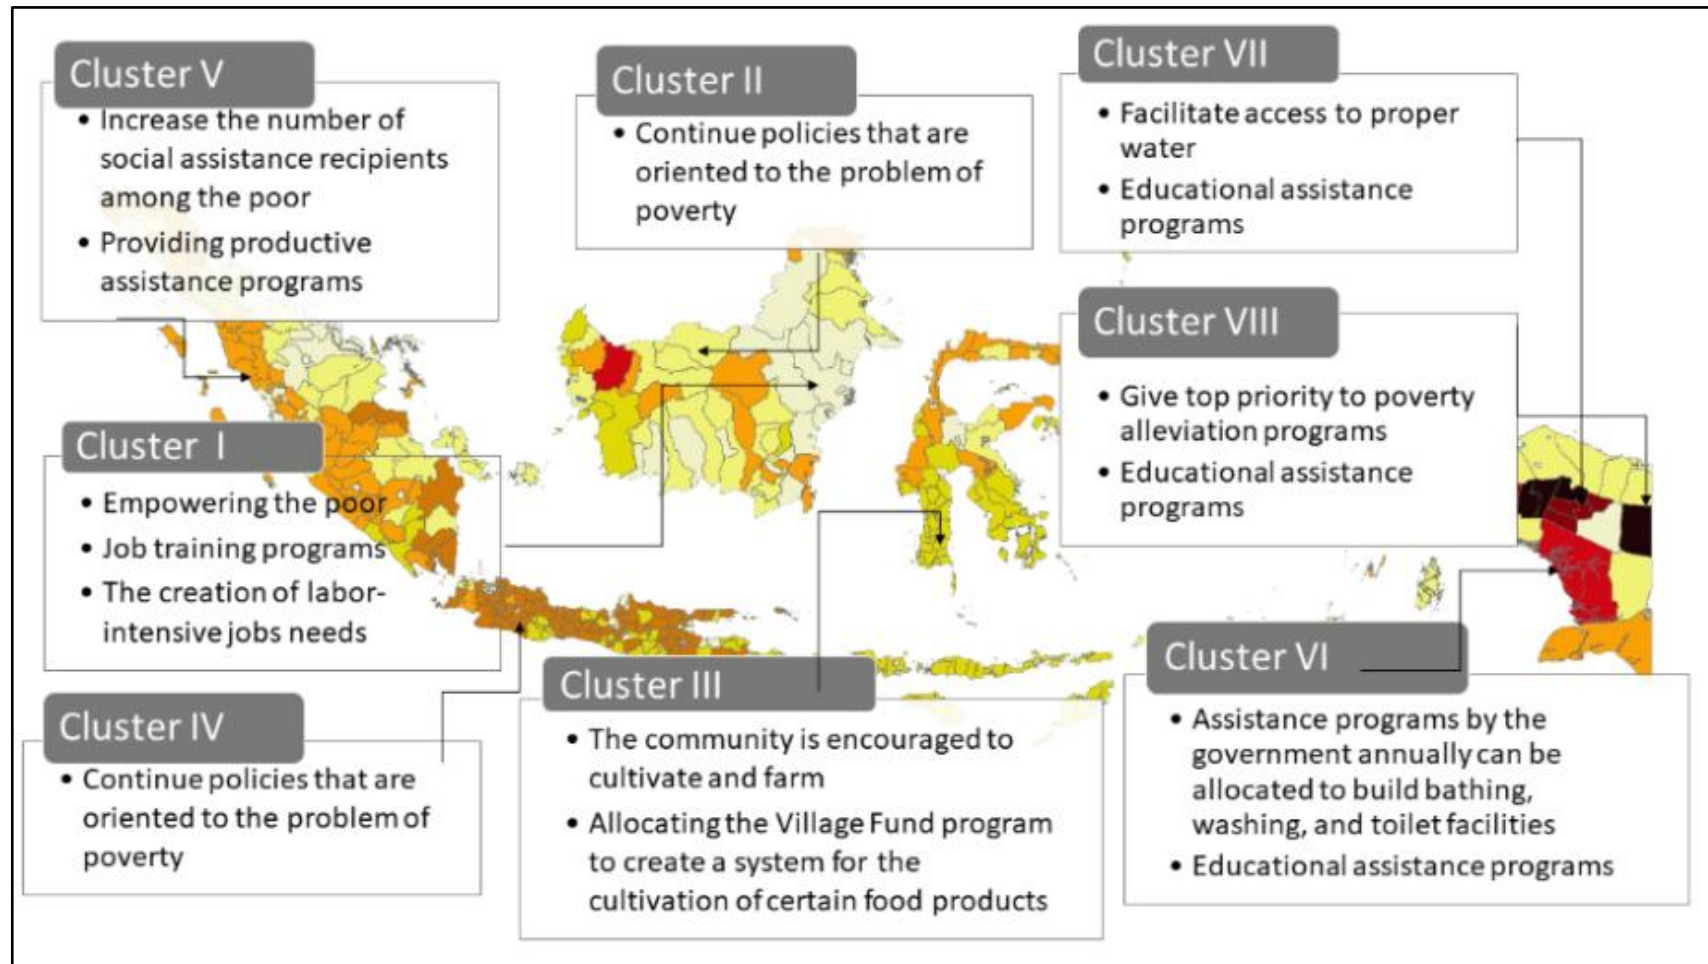 Cluster V
• Increase the number of
social assistance recipients
among the poor
• Providing productive
assistance programs
Cluster II
• Continue policies that are
oriented to the problem of
poverty
Cluster VII
• Facilitate access to proper
water
• Educational assistance
programs
Cluster VIII
• Give top priority to poverty
alleviation programs
• Educational assistance
programs
Cluster I
• Empowering the poor
• Job training programs
• The creation of labor-
intensive jobs needs
Cluster IV
• Continue policies that are
oriented to the problem of
poverty
Cluster III
• The community is encouraged to
cultivate and farm
• Allocating the Village Fund program
to create a system for the
cultivation of certain food products
Cluster VI
• Assistance programs by the
government annually can be
allocated to build bathing,
washing, and toilet facilities
• Educational assistance programs